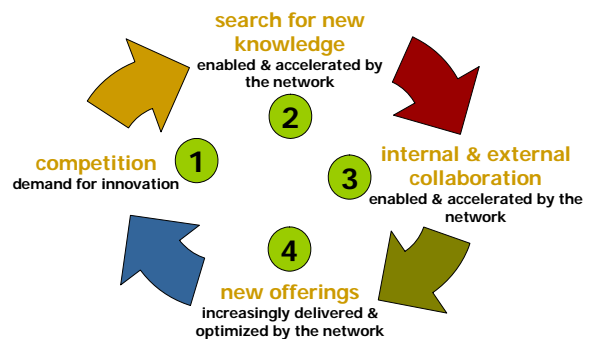 search for new
knowledge
enabled & accelerated by
the network
2
competition
demand for innovation
1
3
internal & external
collaboration
enabled & accelerated by the
network
4
new offerings
increasingly delivered &
optimized by the network